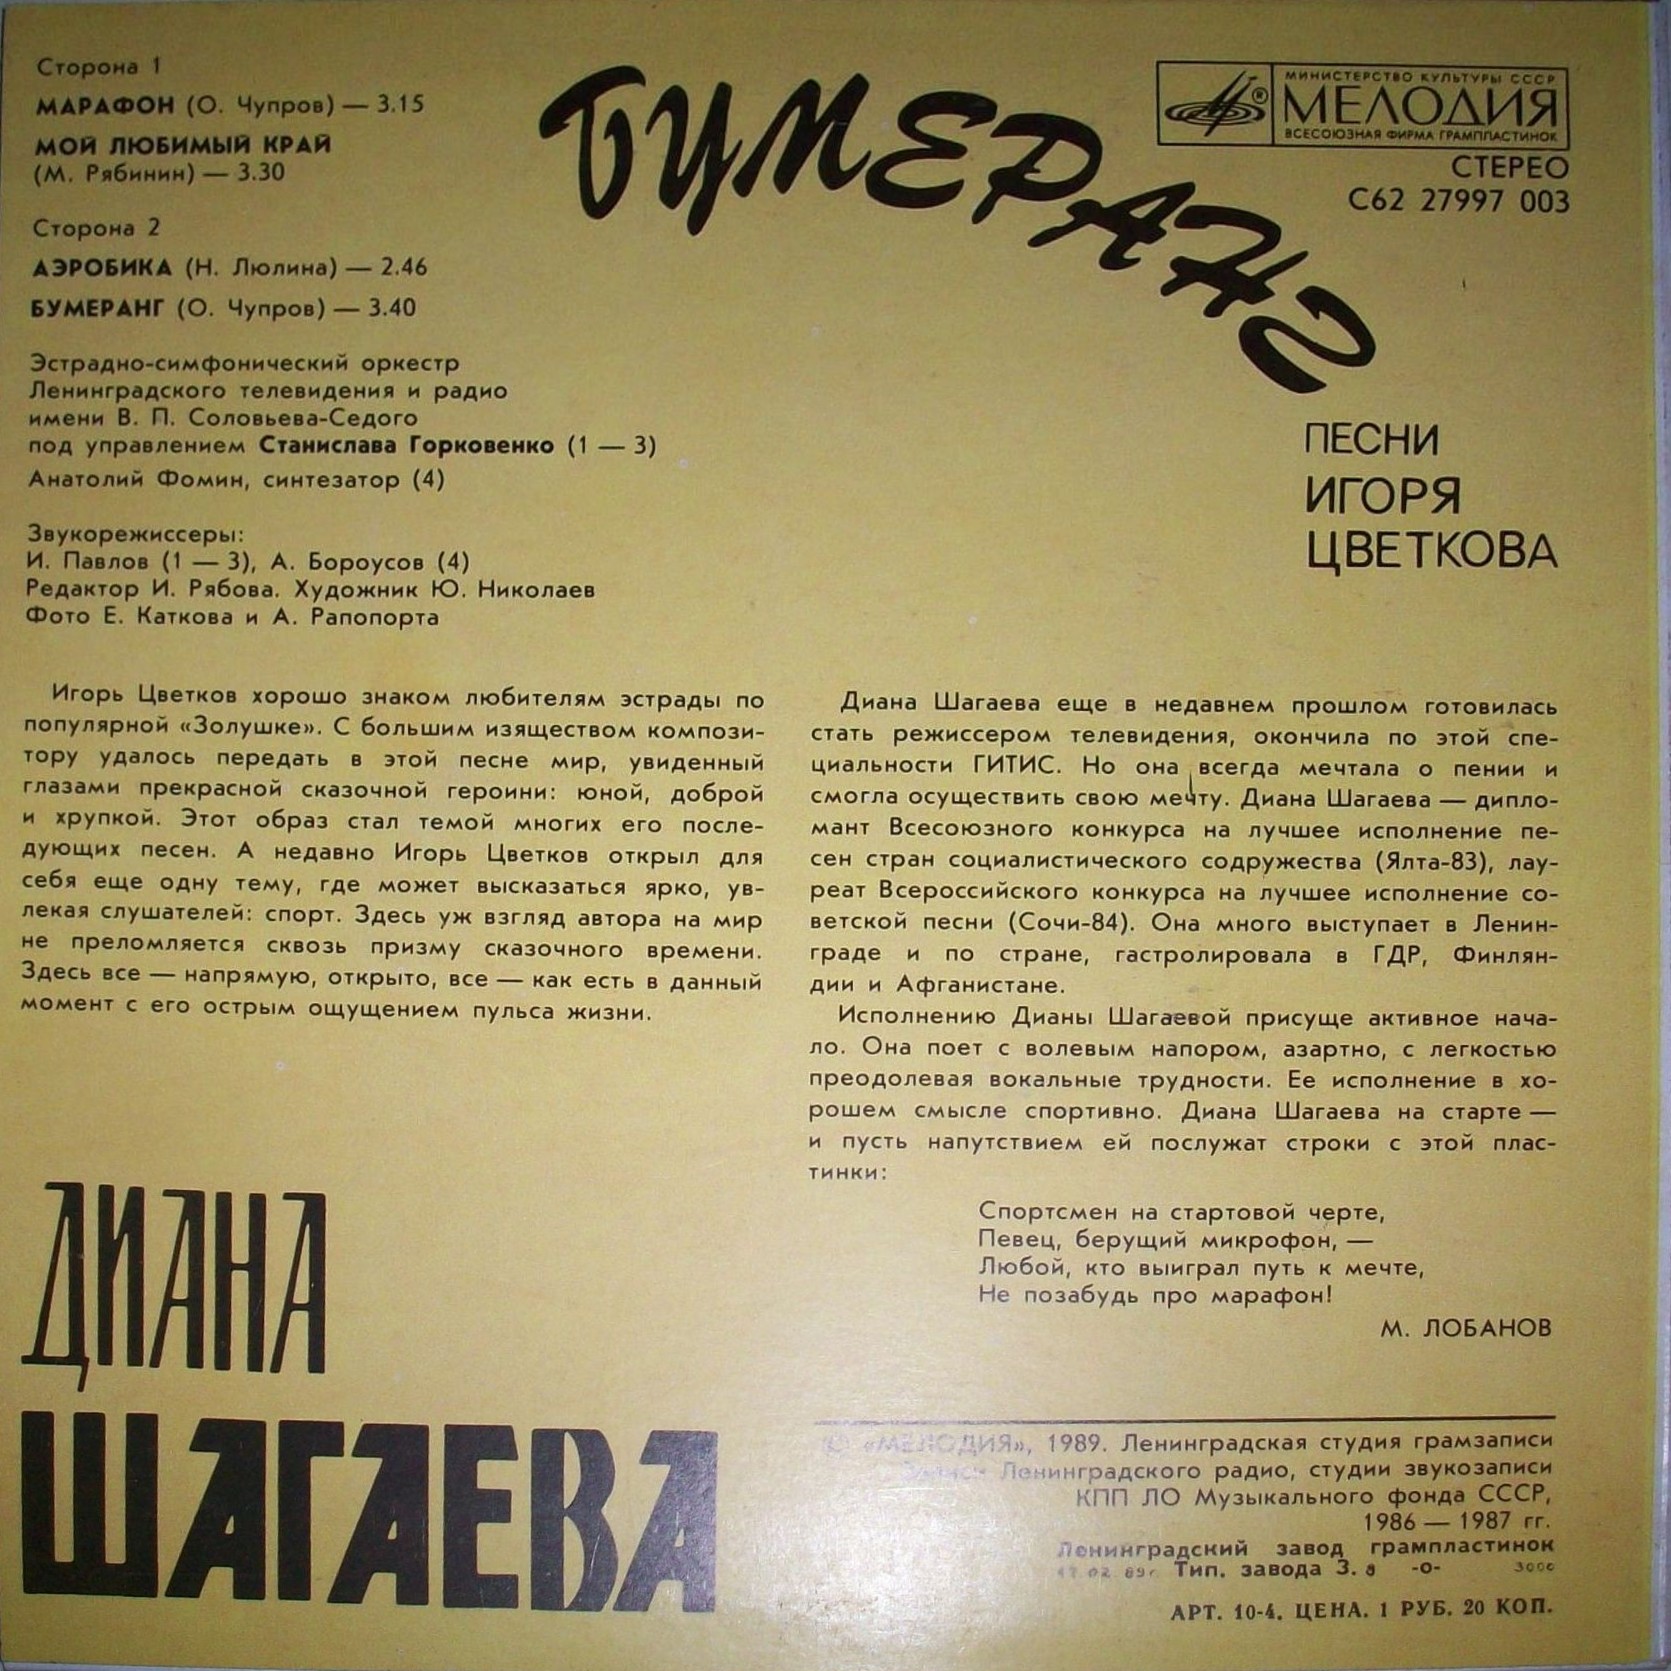 Сторона 1
МАРАФОН (О. Чупров) — 3.15
МОЙ ЛЮБИМЫЙ КРАЙ
(М. Рябинин) — 3.30
Сторона 2
АЭРОБИКА (Н. Люлина) — 2.46
БУМЕРАНГ (О. Чупров) — 3.40
Эстрадно-симфонический оркестр
Ленинградского телевидения и радио
имени В. П. Соловьева-Седого
под управлением Станислава Горковенко (1 — 3)
Анатолий Фомин, синтезатор (4)
Звукорежиссеры:
И. Павлов (1 — 3), А. Бороусов (4)
Редактор И. Рябова. Художник Ю. Николаев
Фото Е. Каткова и А. Рапопорта
БУМЕРАНГ
МИНИСТЕРСТВО КУЛЬТУРЫ СССР
® МЕЛОДИЯ
ВСЕСОЮЗНАЯ ФИРМА ГРАМПЛАСТИНОК
СТЕРЕО
С62 27997 003
ПЕСНИ
ИГОРЯ
ЦВЕТКОВА
Игорь Цветков хорошо знаком любителям эстрады по
популярной «Золушке». С большим изяществом компози-
тору удалось передать в этой песне мир, увиденный
глазами прекрасной сказочной героини: юной, доброй
и хрупкой. Этот образ стал темой многих его после-
дующих песен. А недавно Игорь Цветков открыл для
себя еще одну тему, где может высказаться ярко, ув-
лекая слушателей: спорт. Здесь уж взгляд автора на мир
не преломляется сквозь призму сказочного времени.
Здесь все — напрямую, открыто, все — как есть в данный
момент с его острым ощущением пульса жизни.
Диана Шагаева еще в недавнем прошлом готовилась
стать режиссером телевидения, окончила по этой спе-
циальности ГИТИС. Но она всегда мечтала о пении и
смогла осуществить свою мечту. Диана Шагаева — дипло-
мант Всесоюзного конкурса на лучшее исполнение пе-
сен стран социалистического содружества (Ялта-83), лау-
реат Всероссийского конкурса на лучшее исполнение со-
ветской песни (Сочи-84). Она много выступает в Ленин-
граде и по стране, гастролировала в ГДР, Финлян-
дии и Афганистане.
Исполнению Дианы Шагаевой присуще активное нача-
ло. Она поет с волевым напором, азартно, с легкостью
преодолевая вокальные трудности. Ее исполнение в хо-
рошем смысле спортивно. Диана Шагаева на старте —
и пусть напутствием ей послужат строки с этой плас-
тинки:
Спортсмен на стартовой черте,
Певец, берущий микрофон, —
Любой, кто выиграл путь к мечте,
Не позабудь про марафон!
М. ЛОБАНОВ
ДИАНА
ШАГАЕВА
© «МЕЛОДИЯ», 1989. Ленинградская студия грамзаписи
Запись Ленинградского радио, студии звукозаписи
КПП ЛО Музыкального фонда СССР,
1986 — 1987 гг.
Ленинградский завод грампластинок
Тип. завода З. -о- 3000
АРТ. 10-4. ЦЕНА. 1 РУБ. 20 КОП.